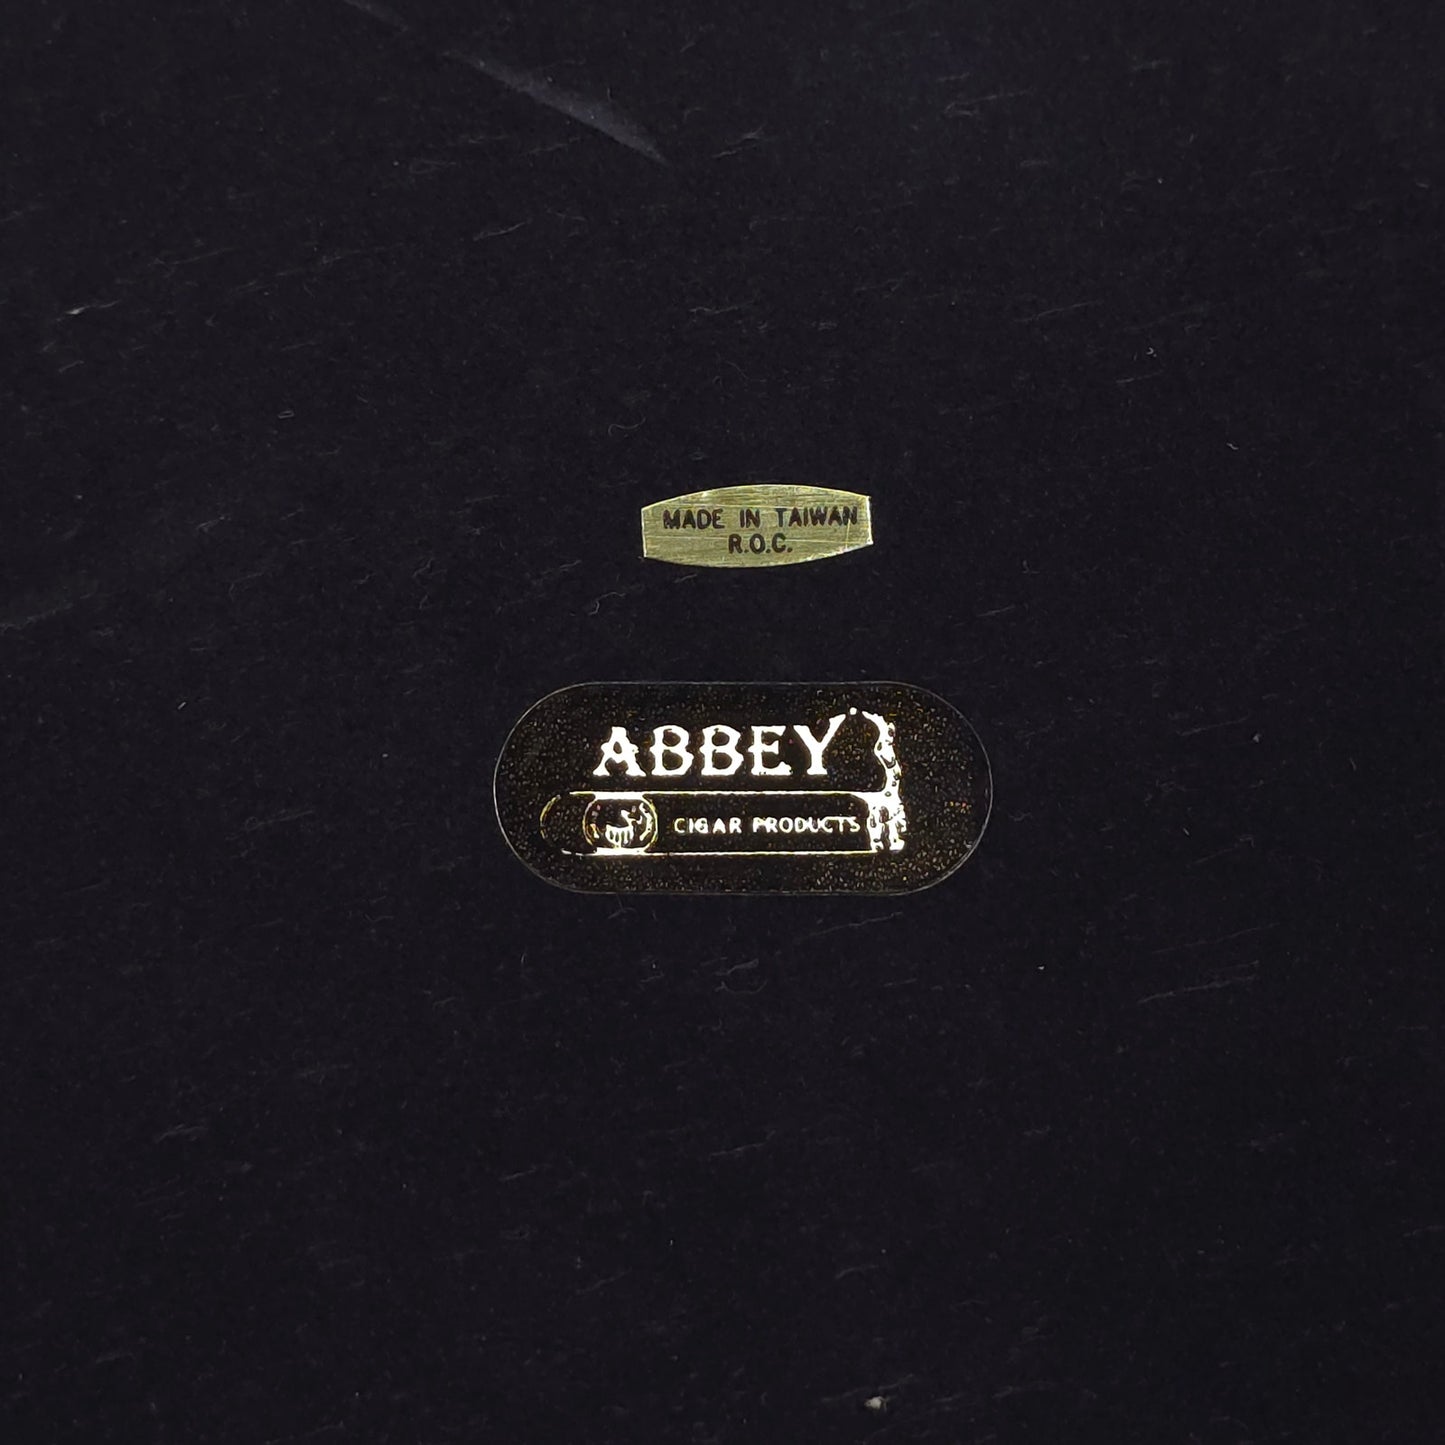 MADE IN TAIWAN
R.O.C.
ABBEY
CIGAR PRODUCTS